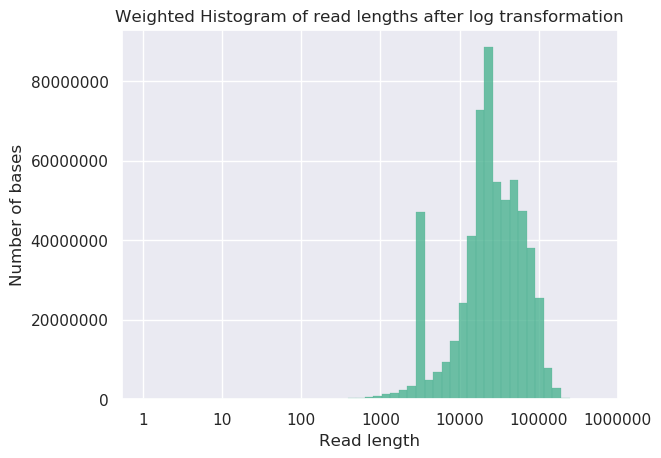 Weighted Histogram of read lengths after log transformation
Number of bases
80000000
60000000
40000000
20000000
0
1 10 100 1000 10000 100000 1000000
Read length